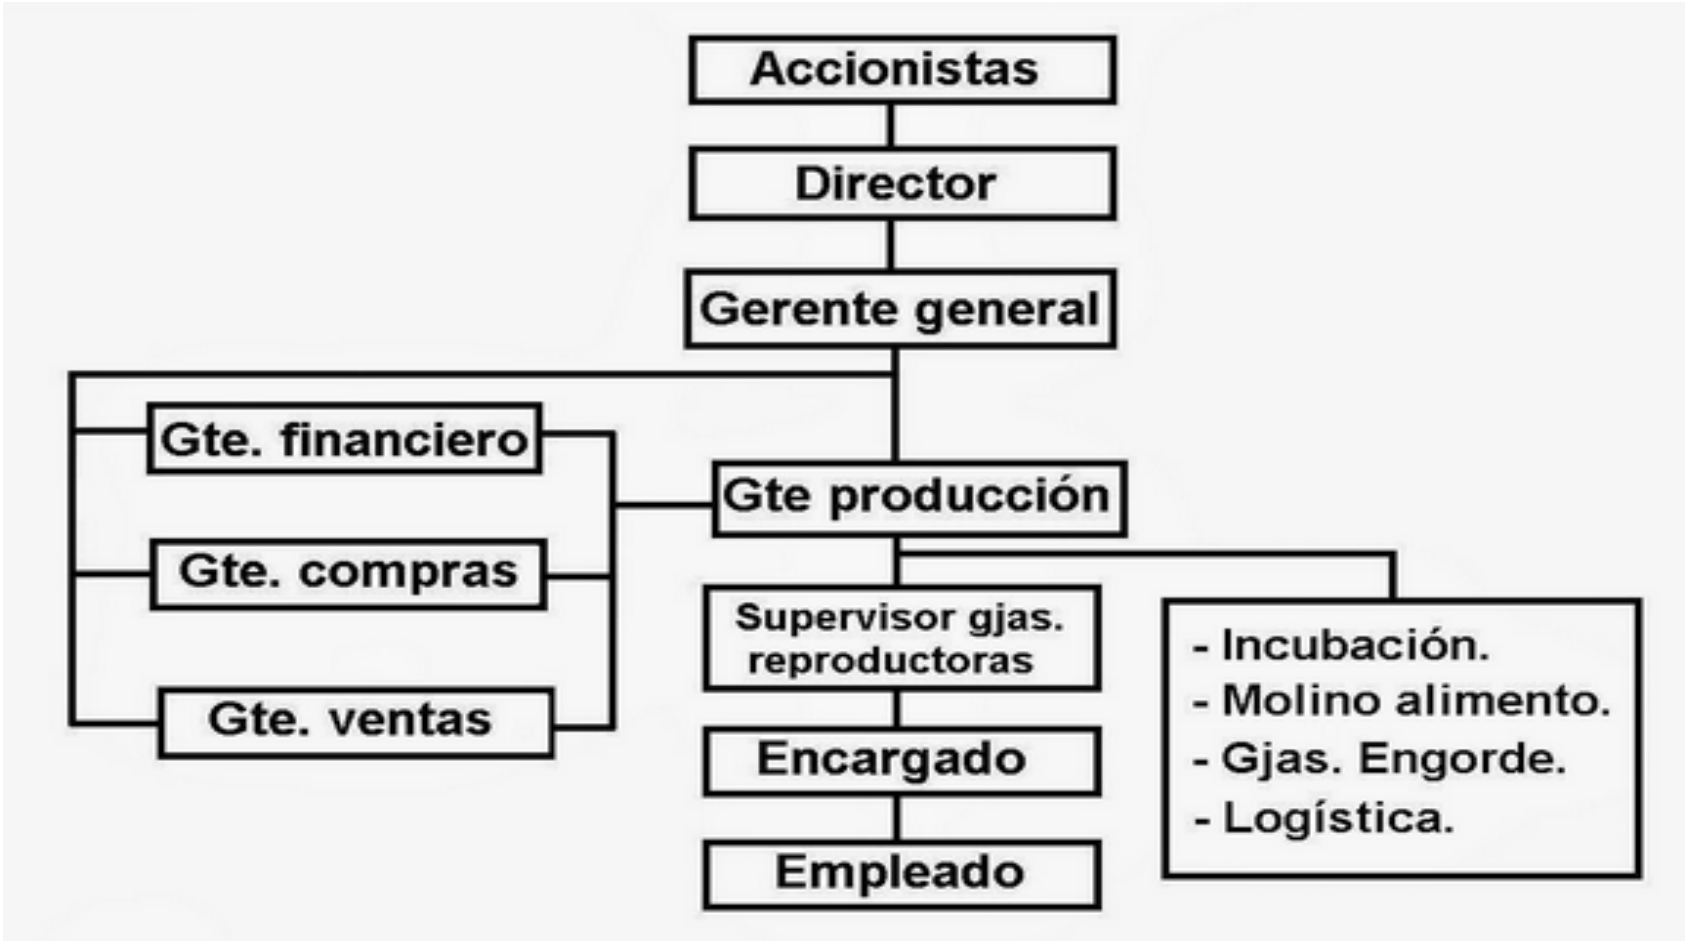 Accionistas
Director
Gerente general
Gte. financiero
Gte producción
Gte. compras
Supervisor gjas.
reproductoras
- Incubación.
- Molino alimento.
- Gjas. Engorde.
- Logística.
Gte. ventas
Encargado
Empleado